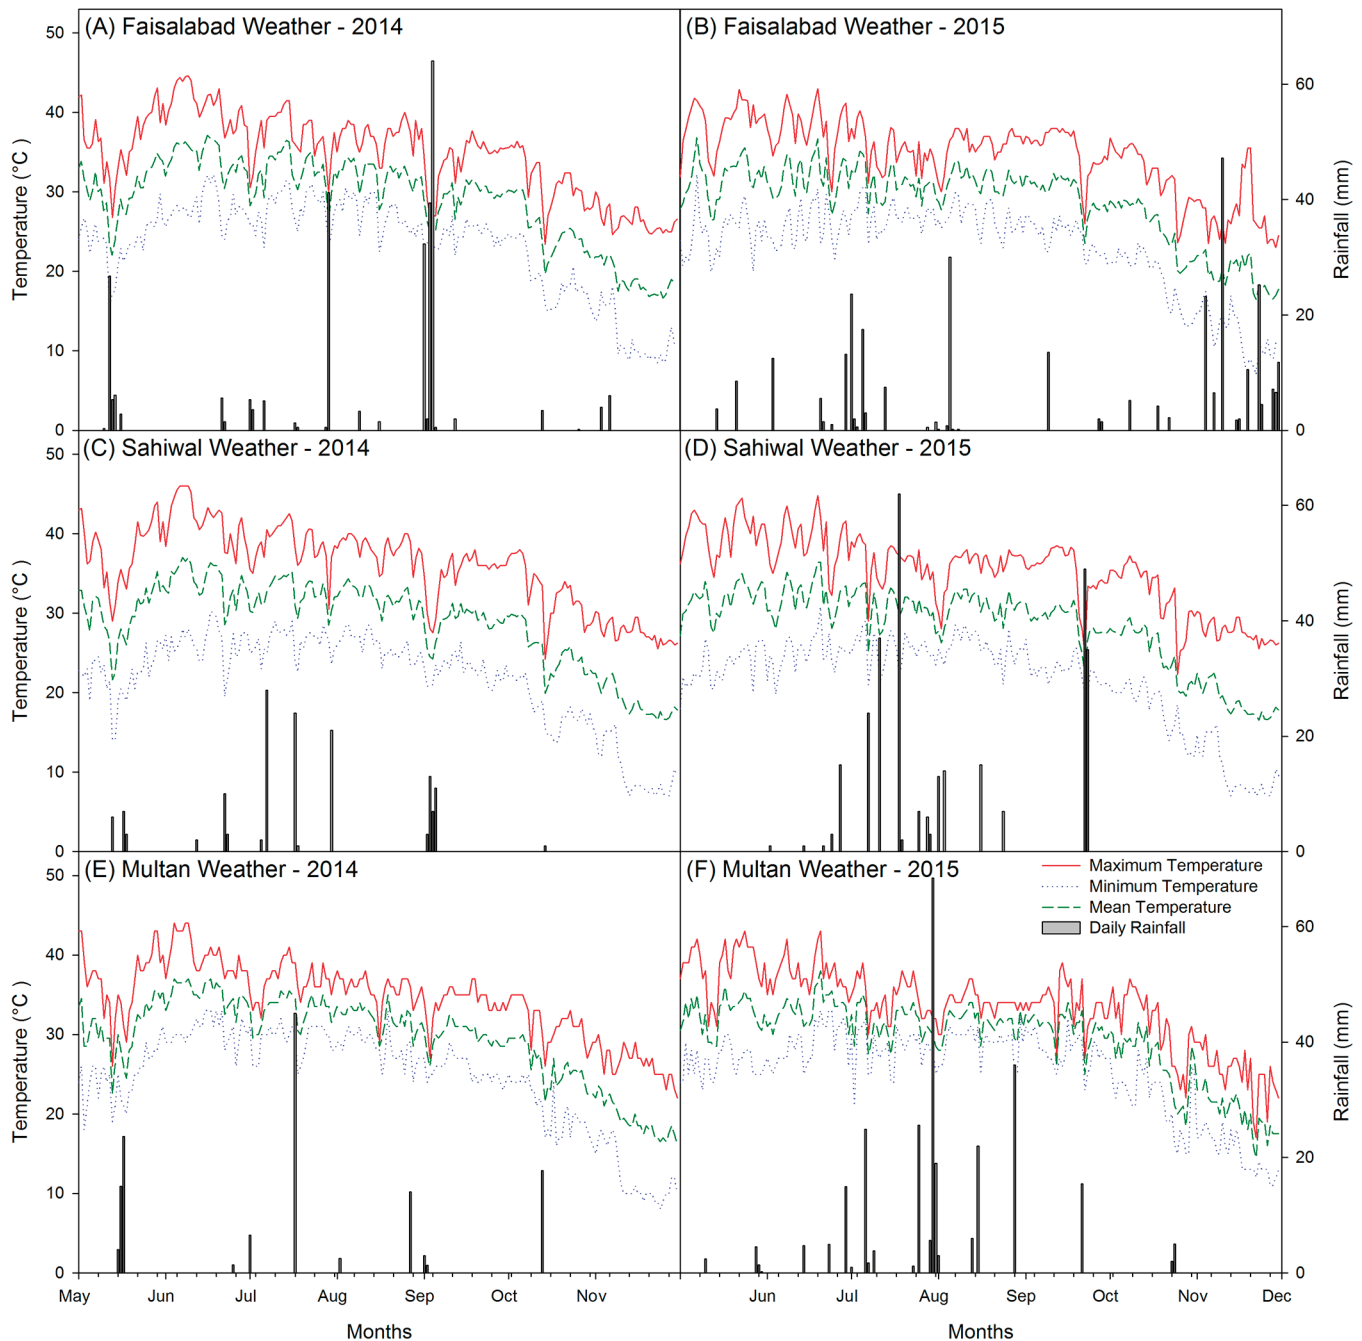 (A) Faisalabad Weather - 2014
(B) Faisalabad Weather - 2015
50
40
30
20
10
0
Temperature (°C)
60
40
20
0
Rainfall (mm)
(C) Sahiwal Weather - 2014
(D) Sahiwal Weather - 2015
50
40
30
20
10
0
Temperature (°C)
60
40
20
0
Rainfall (mm)
(E) Multan Weather - 2014
(F) Multan Weather - 2015
Maximum Temperature
Minimum Temperature
Mean Temperature
Daily Rainfall
50
40
30
20
10
0
Temperature (°C)
60
40
20
0
Rainfall (mm)
May Jun Jul Aug Sep Oct Nov
Jun Jul Aug Sep Oct Nov Dec
Months
Months